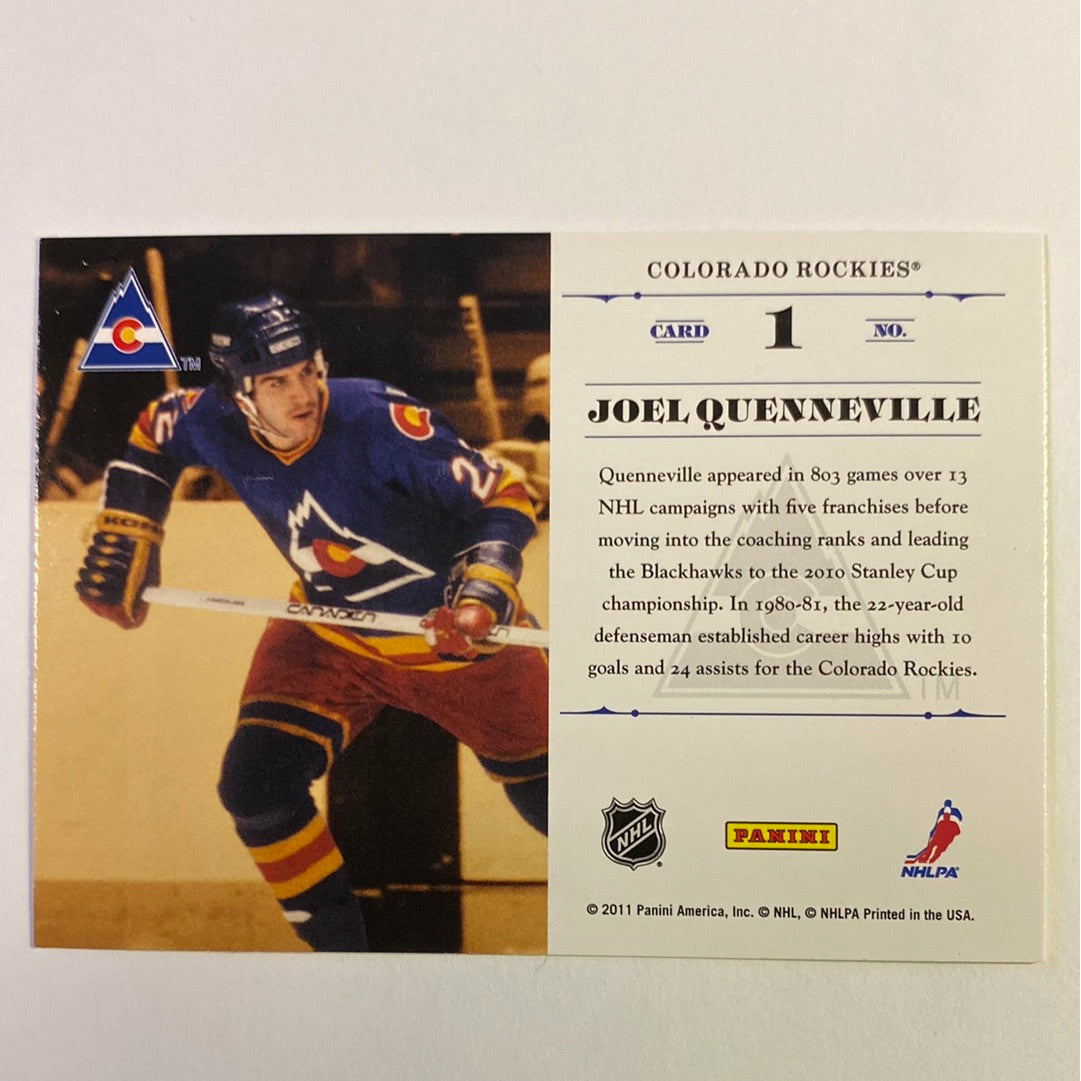 COLORADO ROCKIES®
CARD 1 NO.
JOEL QUENNEVILLE
Quenneville appeared in 803 games over 13
NHL campaigns with five franchises before
moving into the coaching ranks and leading
the Blackhawks to the 2010 Stanley Cup
championship. In 1980-81, the 22-year-old
defenseman established career highs with 10
goals and 24 assists for the Colorado Rockies.
TM
C
TM
C
KOHO
CANADIEN
NHL
PANINI
NHLPA
© 2011 Panini America, Inc. © NHL, © NHLPA Printed in the USA.